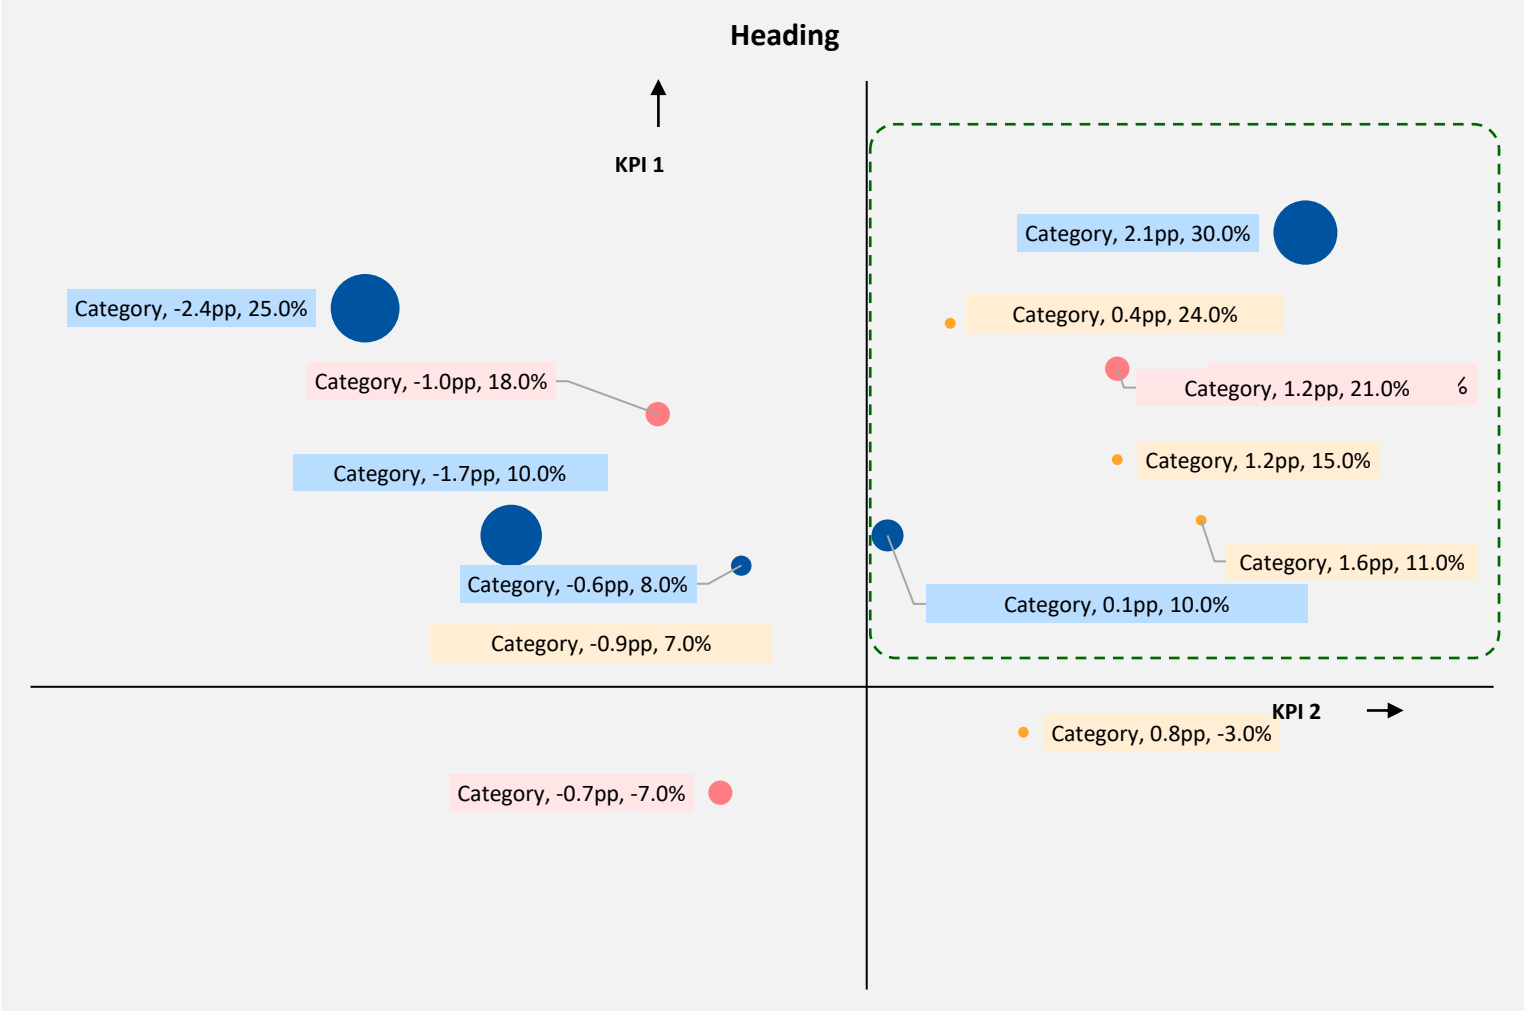 Heading
KPI 1
Category, 2.1pp, 30.0%
Category, -2.4pp, 25.0%
Category, 0.4pp, 24.0%
Category, -1.0pp, 18.0%
Category, 1.2pp, 21.0%
Category, 1.2pp, 15.0%
Category, -1.7pp, 10.0%
Category, 1.6pp, 11.0%
Category, -0.6pp, 8.0%
Category, 0.1pp, 10.0%
Category, -0.9pp, 7.0%
KPI 2
Category, 0.8pp, -3.0%
Category, -0.7pp, -7.0%